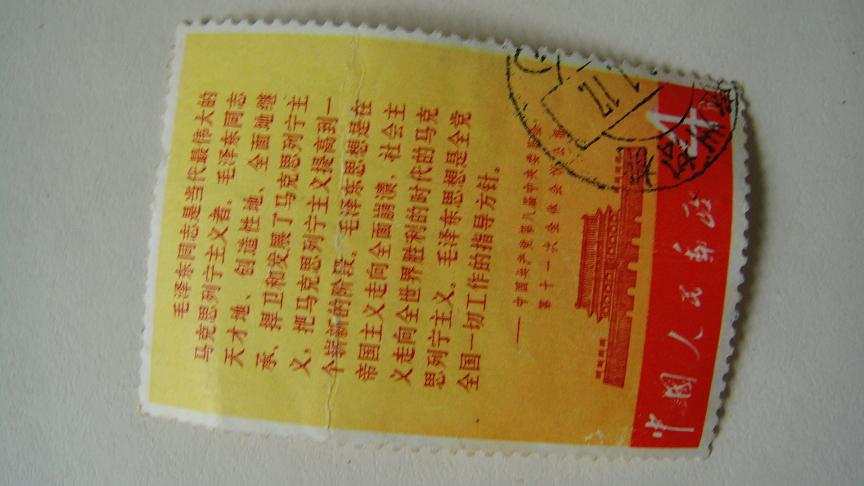 毛泽东同志是当代最伟大的
马克思列宁主义者。毛泽东同志
天才地、创造性地、全面地继
承、捍卫和发展了马克思列宁主
义，把马克思列宁主义提高到一
个崭新的阶段。毛泽东思想是在
帝国主义走向全面崩溃，社会主
义走向全世界胜利的时代的马克
思列宁主义。毛泽东思想是全党
全国一切工作的指导方针。
——中国共产党第八届中央委员会
第十一次全体会议公报
中国人民邮政
4